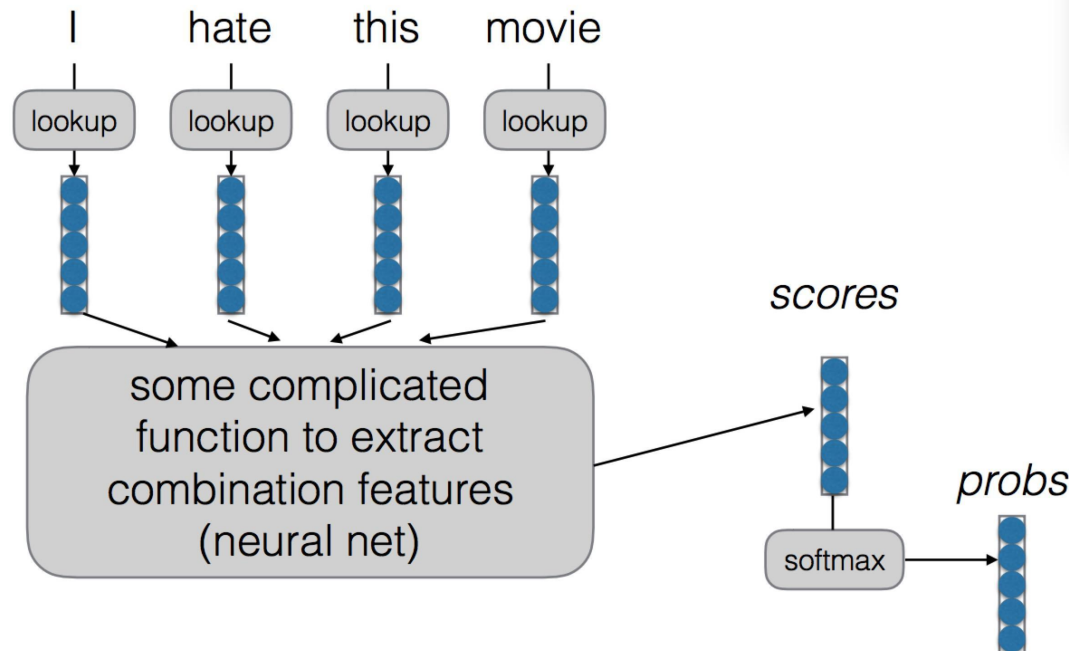 I hate this movie
lookup lookup lookup lookup
scores
some complicated
function to extract
combination features
(neural net)
probs
softmax